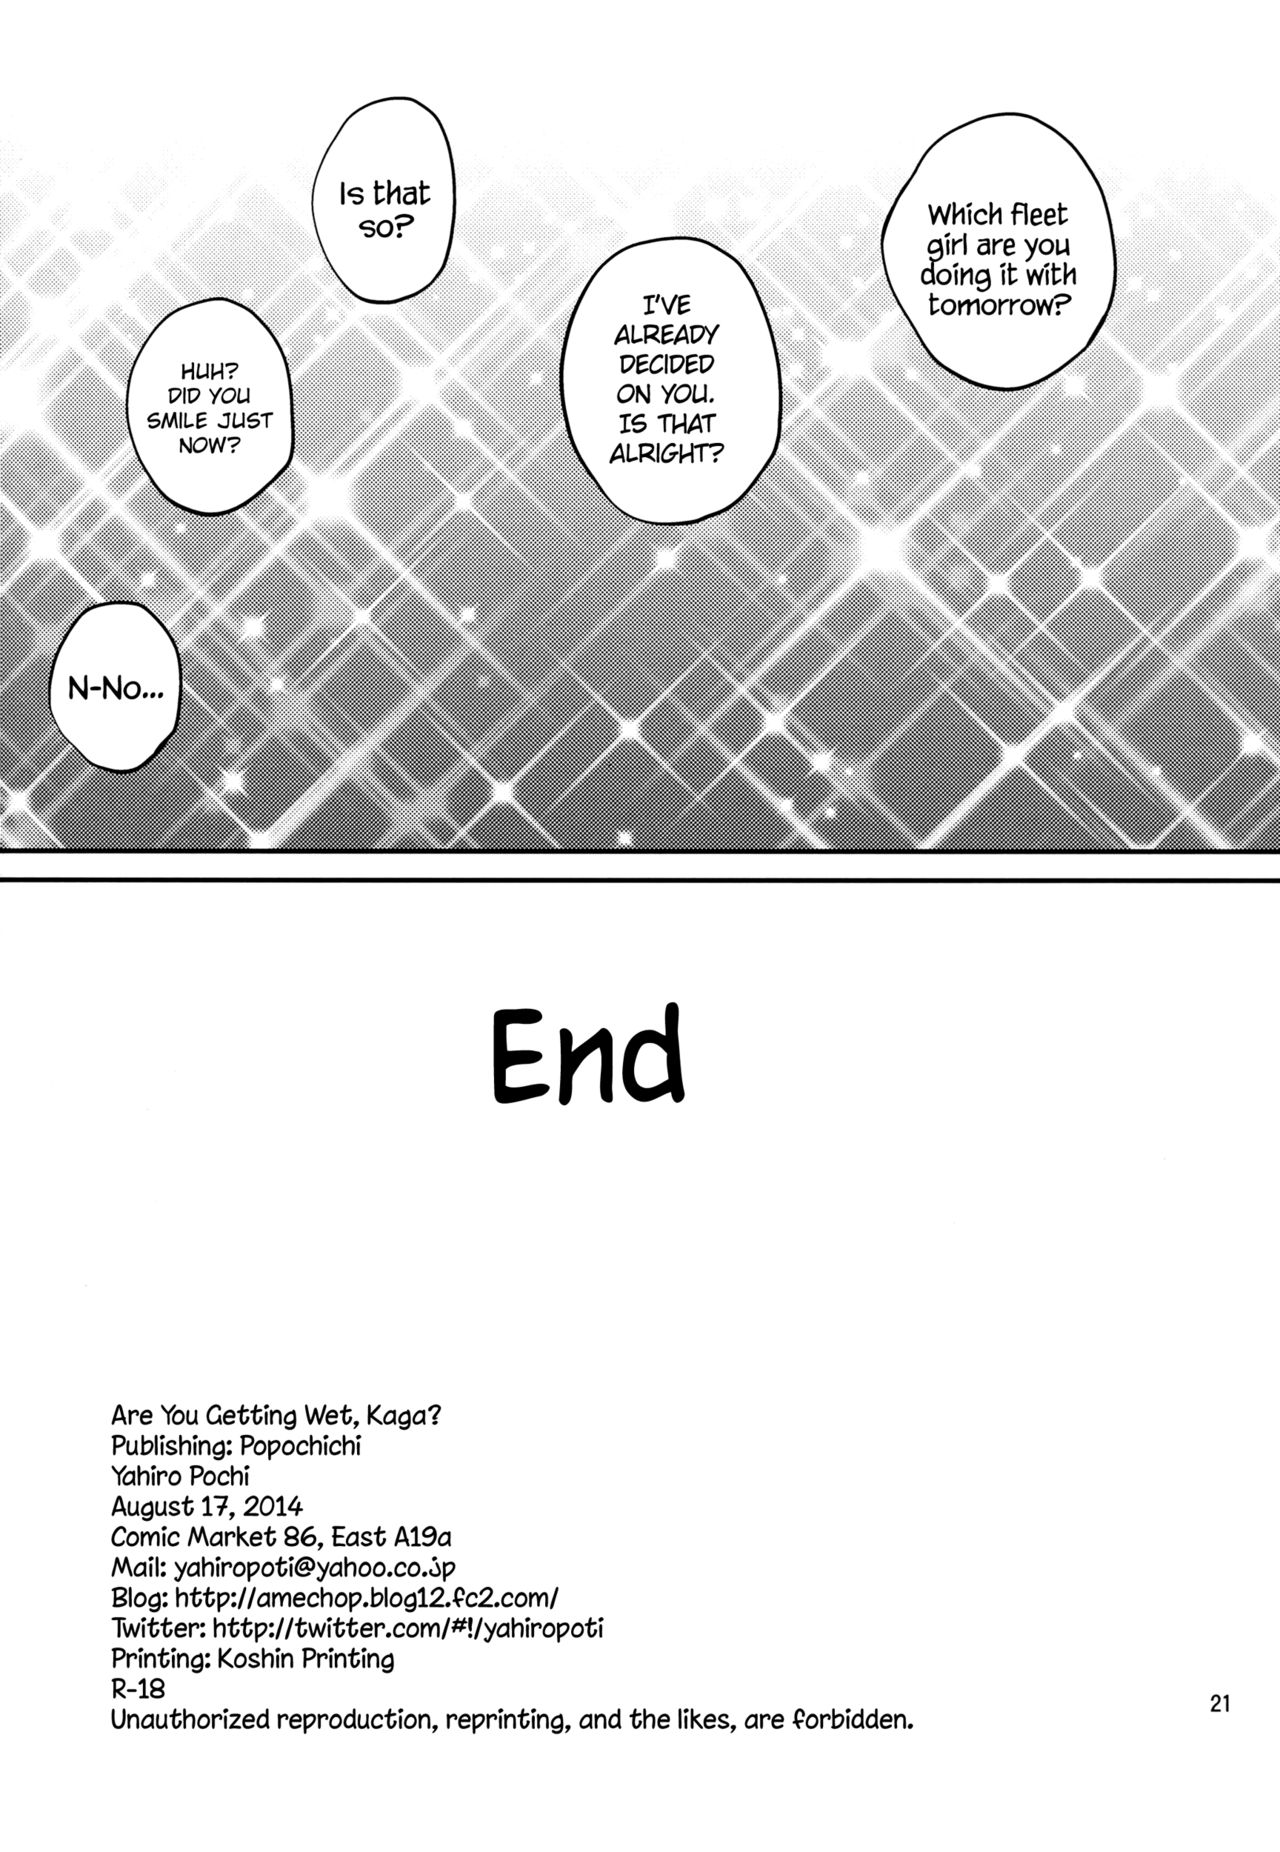 Which fleet
girl are you
doing it with
tomorrow?
I'VE
ALREADY
DECIDED
ON YOU.
IS THAT
ALRIGHT?
Is that
so?
HUH?
DID YOU
SMILE JUST
NOW?
N-No...
End
Are You Getting Wet, Kaga?
Publishing: Popochichi
Yahiro Pochi
August 17, 2014
Comic Market 86, East A19a
Mail: yahiropoti@yahoo.co.jp
Blog: http://amechop.blog12.fc2.com/
Twitter: http://twitter.com/#!/yahiropoti
Printing: Koshin Printing
R-18
Unauthorized reproduction, reprinting, and the likes, are forbidden.
21